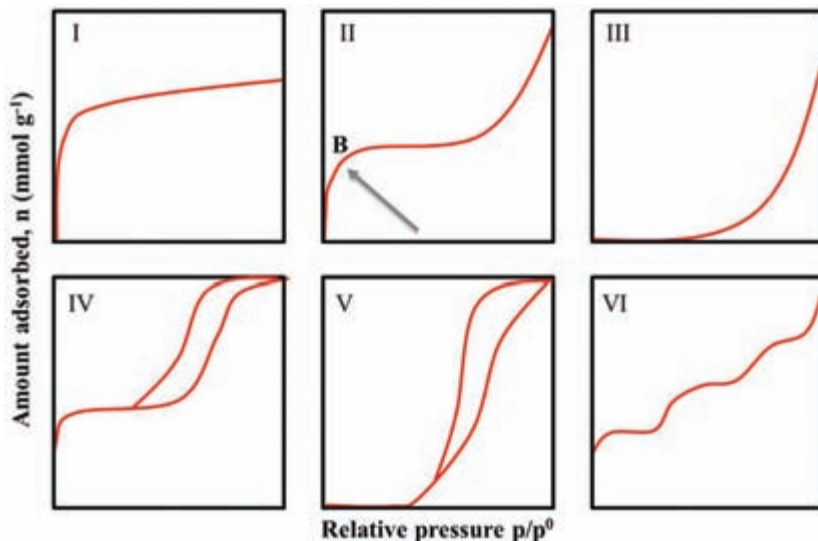 I
II
III
B
IV
V
VI
Amount adsorbed, n (mmol g⁻¹)
Relative pressure p/p⁰